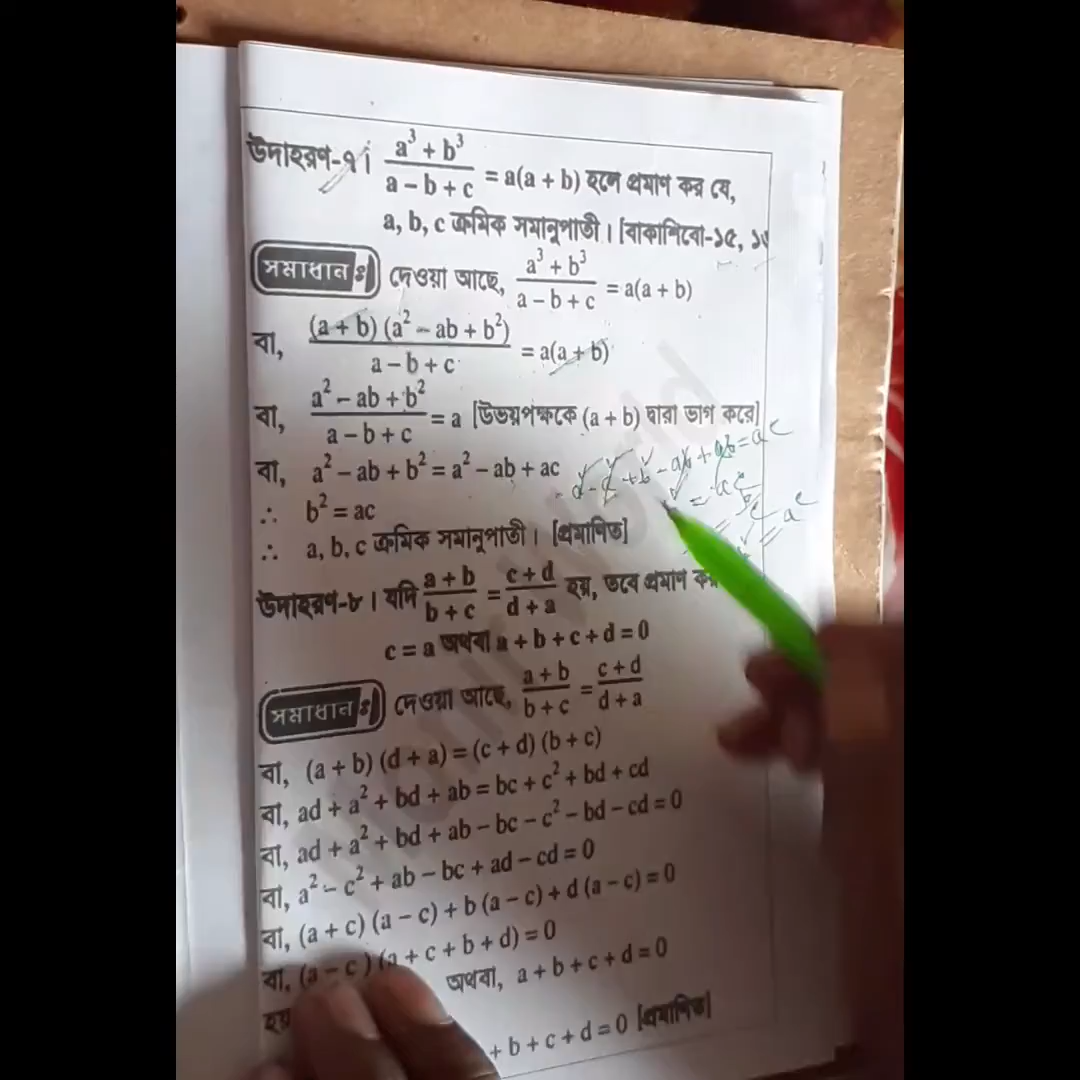 উদাহরণ-৭। (a³ + b³)/(a − b + c) = a(a + b) হলে প্রমাণ কর যে,
a, b, c ক্রমিক সমানুপাতী। [বাকাশিবো-১৫,
সমাধান ঃ দেওয়া আছে, (a³ + b³)/(a − b + c) = a(a + b)
বা, (a + b) (a² − ab + b²)/(a − b + c) = a(a + b)
বা, (a² − ab + b²)/(a − b + c) = a [উভয়পক্ষকে (a + b) দ্বারা ভাগ করে]
বা, a² − ab + b² = a² − ab + ac
∴ b² = ac
∴ a, b, c ক্রমিক সমানুপাতী। [প্রমাণিত]
উদাহরণ-৮। যদি (a + b)/(b + c) = (c + d)/(d + a) হয়, তবে প্রমাণ কর
c = a অথবা a + b + c + d = 0
সমাধান ঃ দেওয়া আছে, (a + b)/(b + c) = (c + d)/(d + a)
বা, (a + b) (d + a) = (c + d) (b + c)
বা, ad + a² + bd + ab = bc + c² + bd + cd
বা, ad + a² + bd + ab − bc − c² − bd − cd = 0
বা, a² − c² + ab − bc + ad − cd = 0
বা, (a + c) (a − c) + b (a − c) + d (a − c) = 0
বা, (a − c) (a + c + b + d) = 0
হয় অথবা, a + b + c + d = 0
+ b + c + d = 0 [প্রমাণিত]